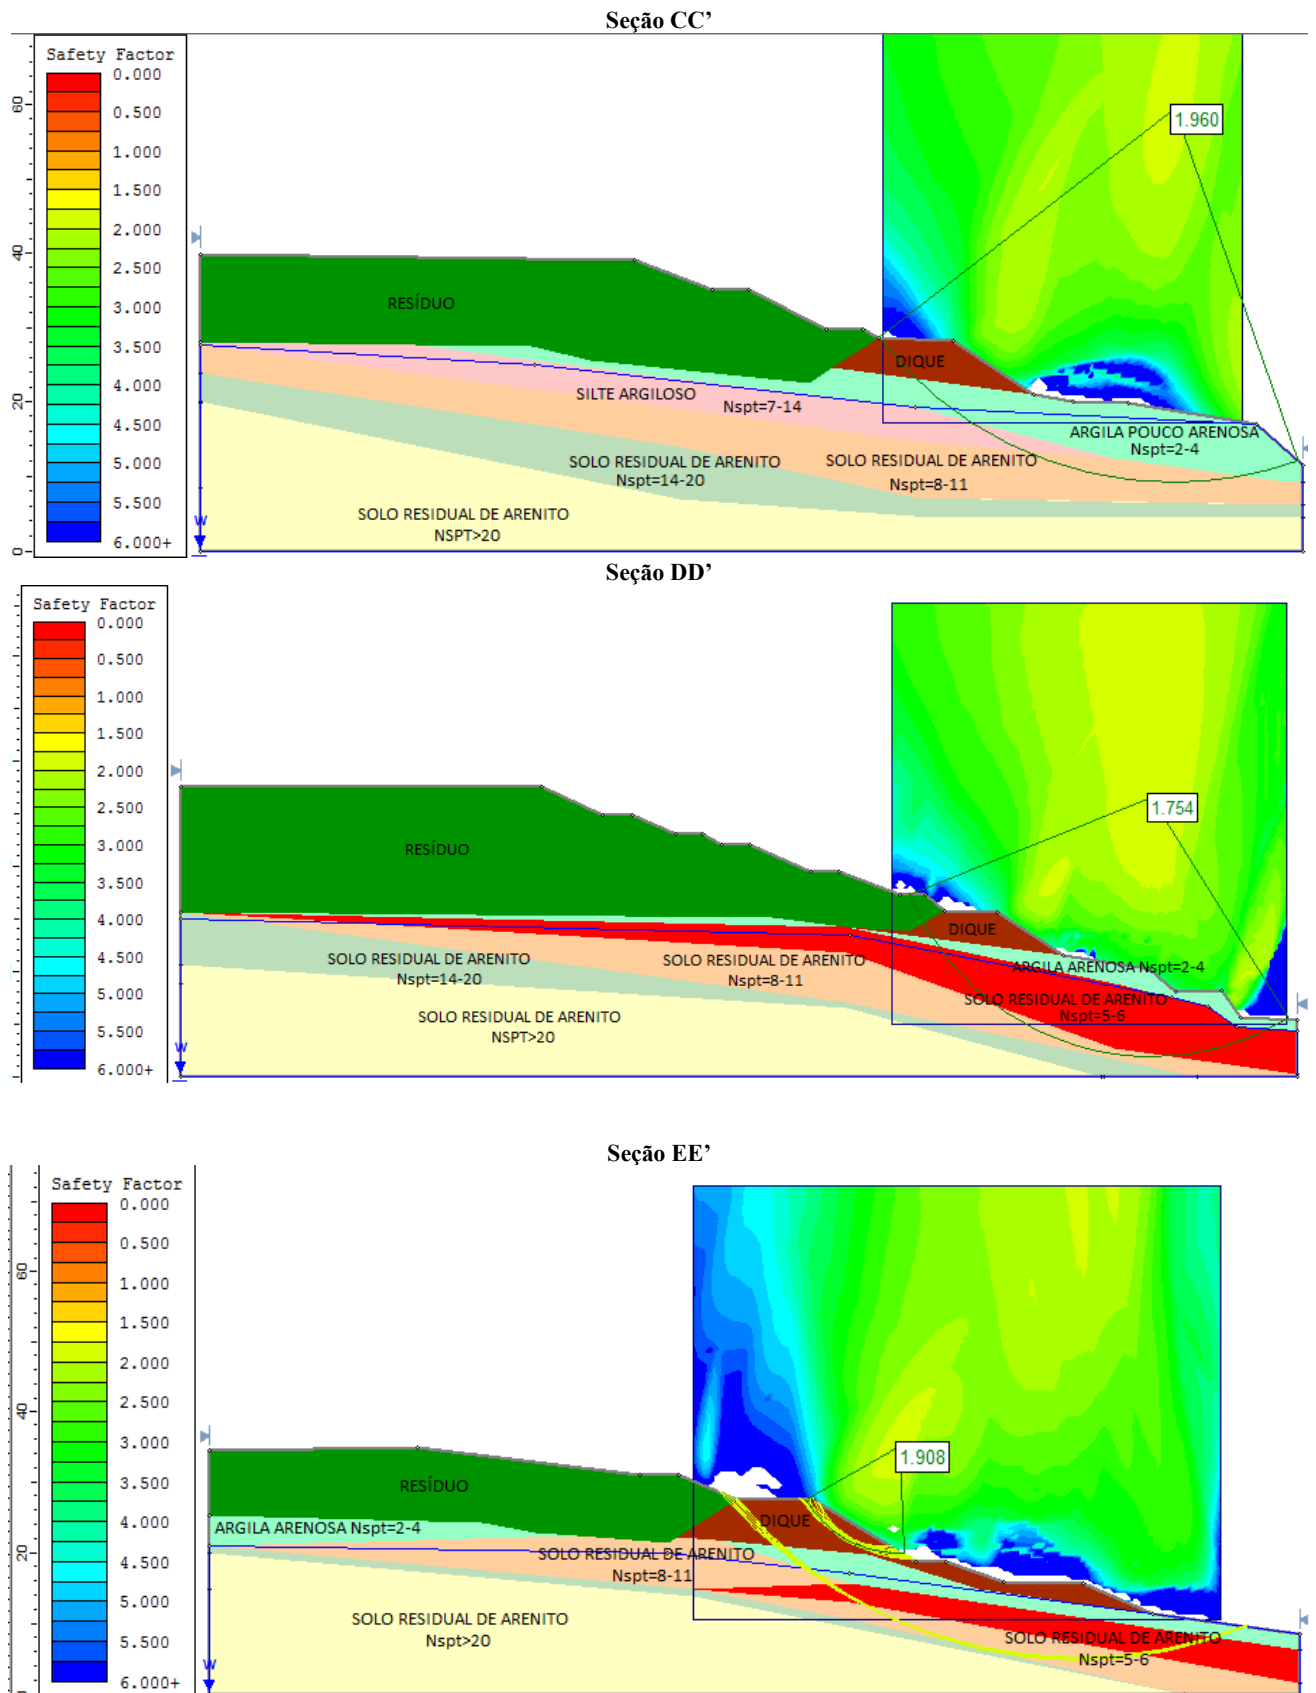 Seção CC’
Safety Factor
0.000
0.500
1.000
1.500
2.000
2.500
3.000
3.500
4.000
4.500
5.000
5.500
6.000+
60
40
20
0
1.960
RESÍDUO
DIQUE
SILTE ARGILOSO
Nspt=7-14
ARGILA POUCO ARENOSA
Nspt=2-4
SOLO RESIDUAL DE ARENITO
Nspt=14-20
SOLO RESIDUAL DE ARENITO
Nspt=8-11
SOLO RESIDUAL DE ARENITO
NSPT>20
W
Seção DD’
Safety Factor
0.000
0.500
1.000
1.500
2.000
2.500
3.000
3.500
4.000
4.500
5.000
5.500
6.000+
1.754
RESÍDUO
DIQUE
SOLO RESIDUAL DE ARENITO
Nspt=14-20
SOLO RESIDUAL DE ARENITO
Nspt=8-11
ARGILA ARENOSA Nspt=2-4
SOLO RESIDUAL DE ARENITO
Nspt=5-6
SOLO RESIDUAL DE ARENITO
NSPT>20
W
Seção EE’
Safety Factor
0.000
0.500
1.000
1.500
2.000
2.500
3.000
3.500
4.000
4.500
5.000
5.500
6.000+
60
40
20
1.908
RESÍDUO
DIQUE
ARGILA ARENOSA Nspt=2-4
SOLO RESIDUAL DE ARENITO
Nspt=8-11
SOLO RESIDUAL DE ARENITO
Nspt>20
SOLO RESIDUAL DE ARENITO
Nspt=5-6
W